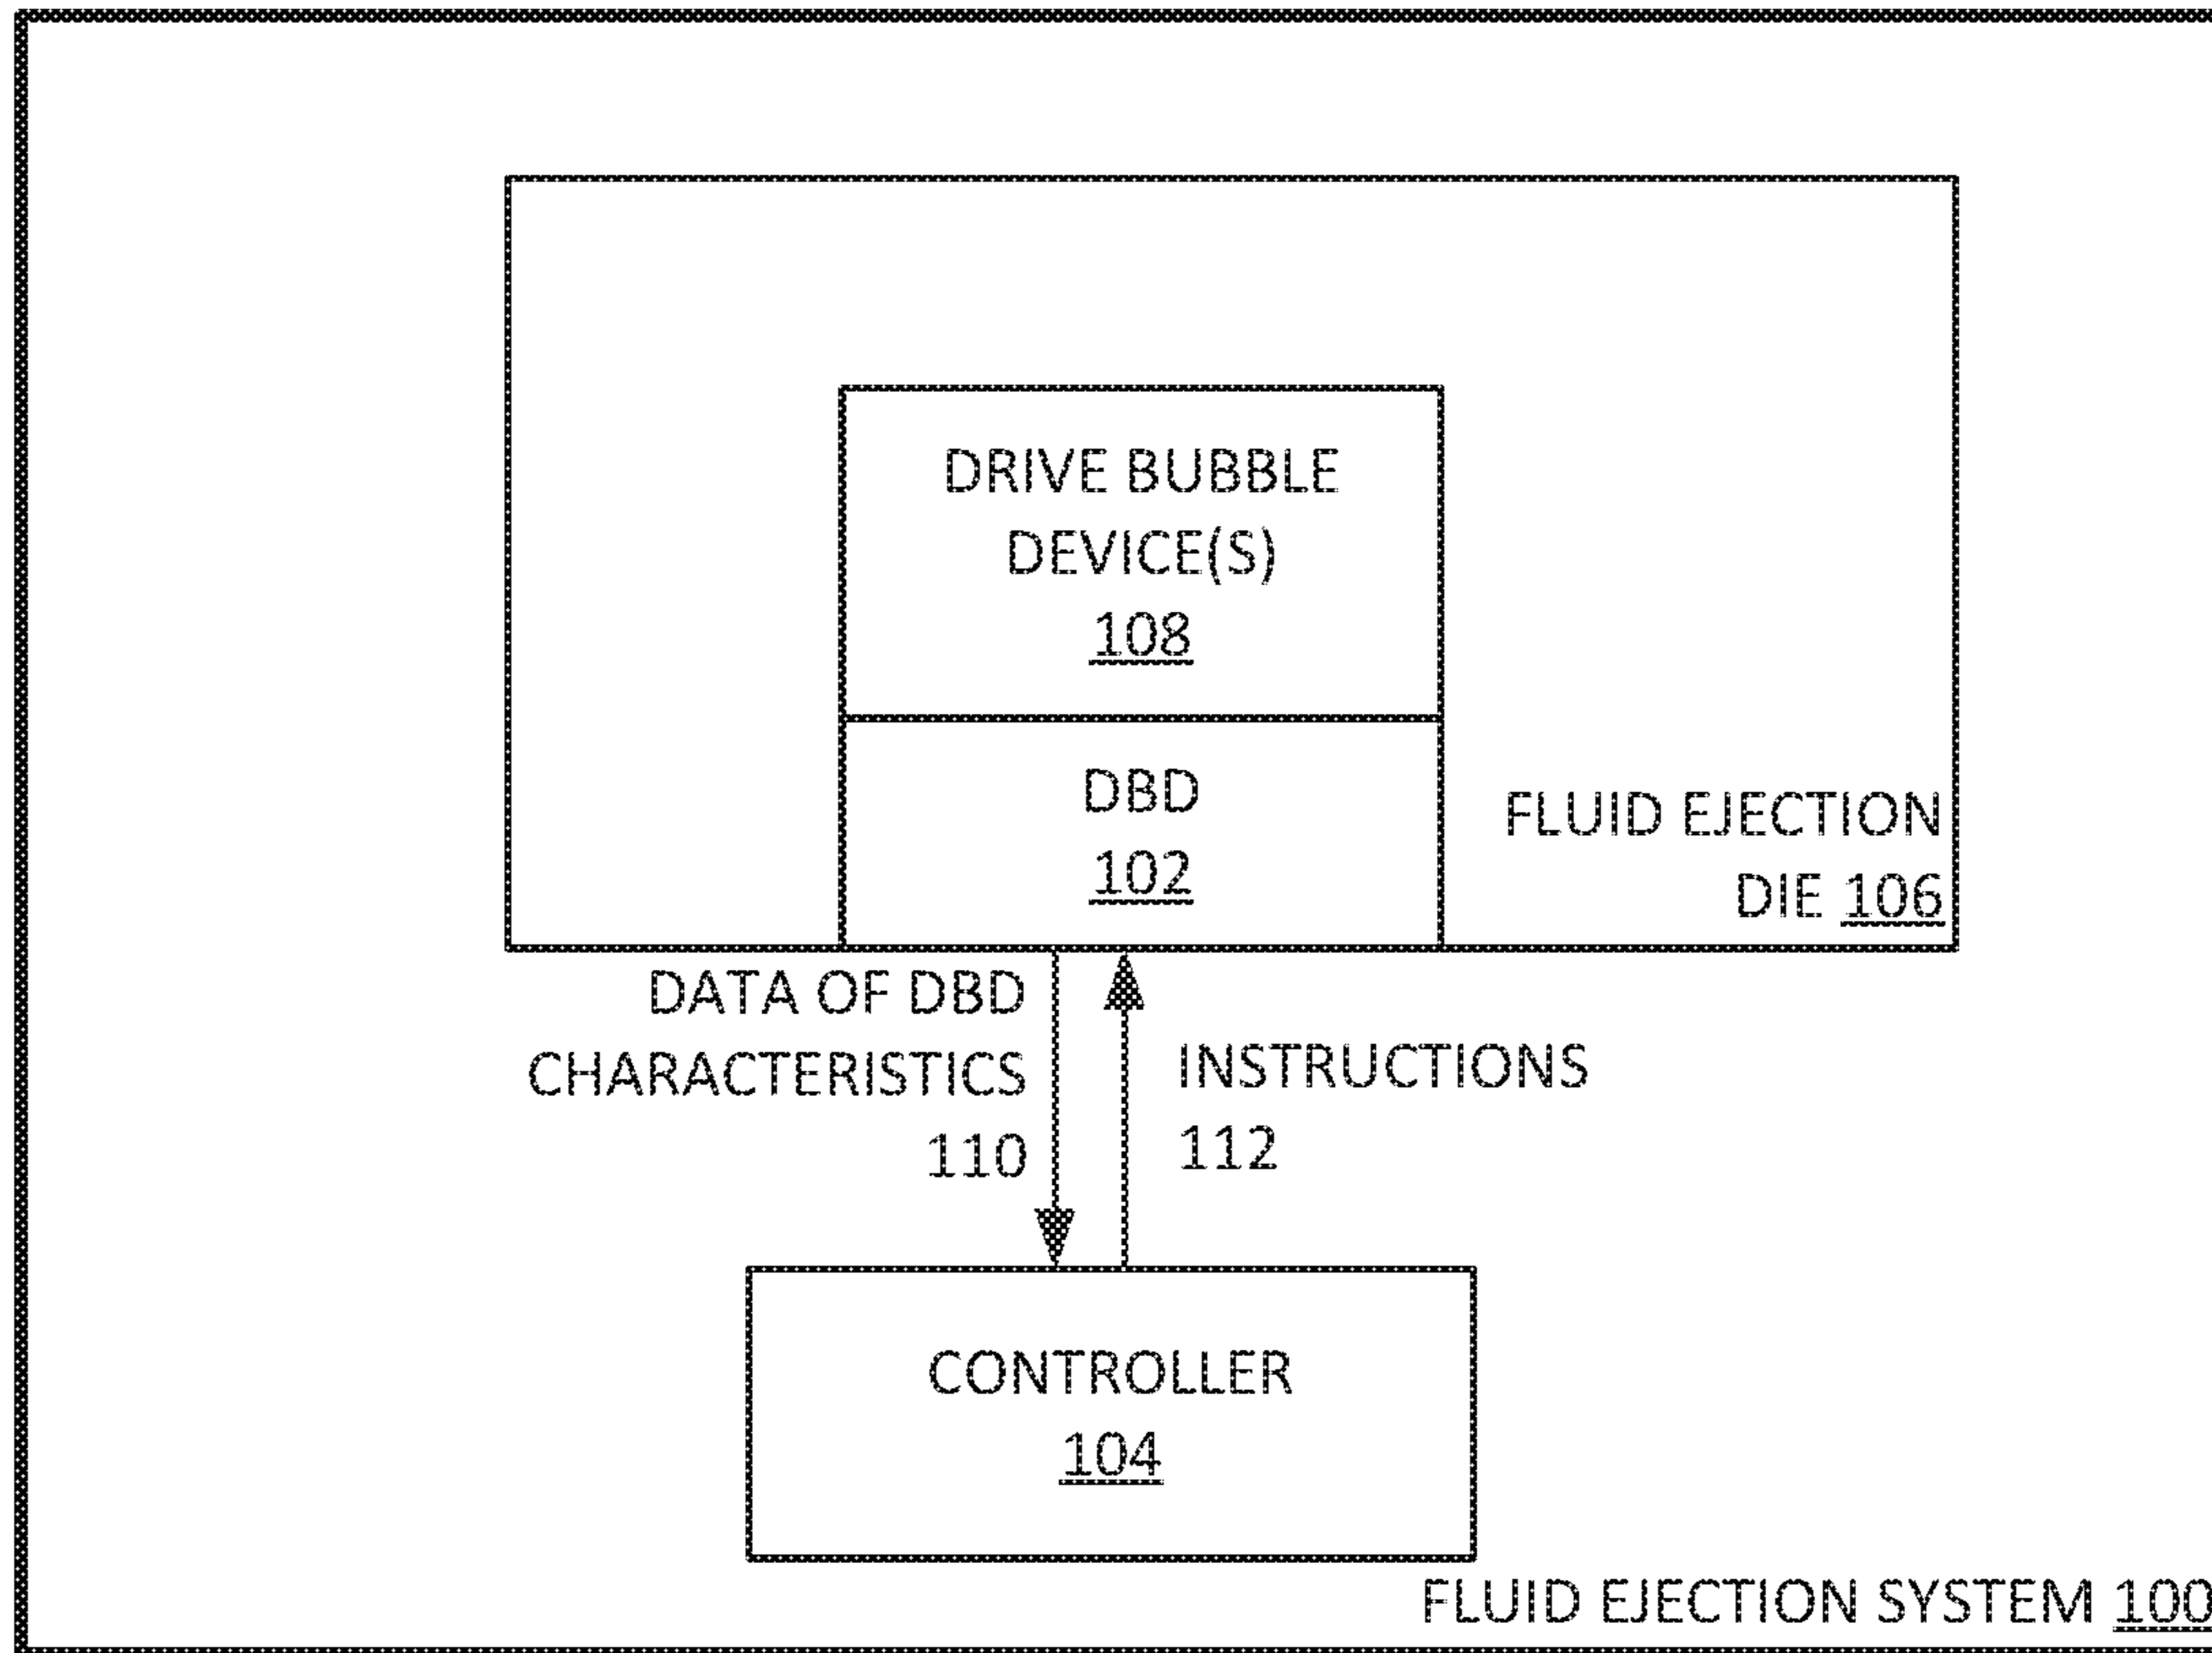 DRIVE BUBBLE
DEVICE(S)
108
DBD
102
FLUID EJECTION
DIE 106
DATA OF DBD
CHARACTERISTICS
110
INSTRUCTIONS
112
CONTROLLER
104
FLUID EJECTION SYSTEM 100